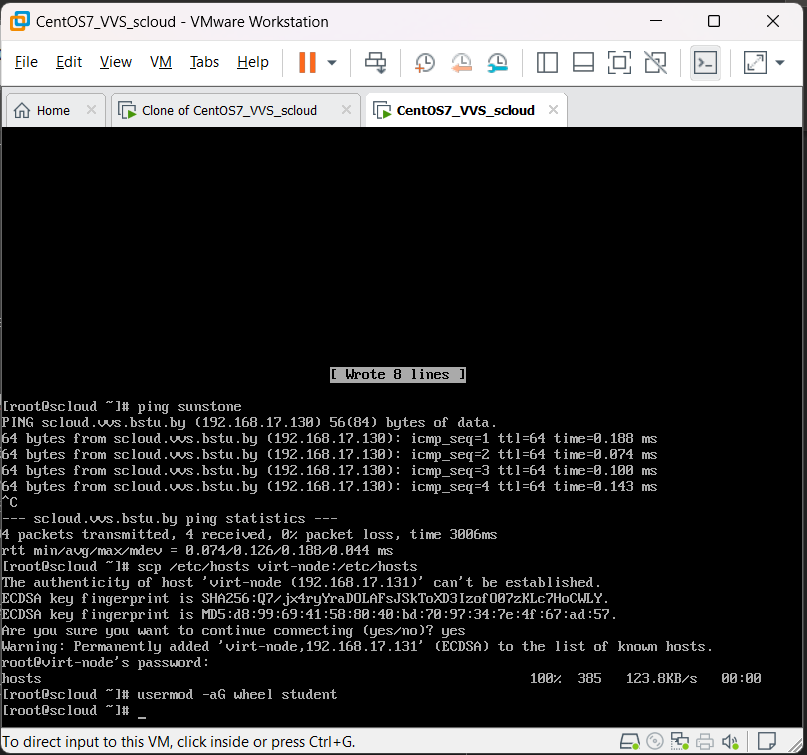 CentOS7_VVS_scloud - VMware Workstation
File Edit View VM Tabs Help
Home Clone of CentOS7_VVS_scloud CentOS7_VVS_scloud
[ Wrote 8 lines ]
[root@scloud ~]# ping sunstone
PING scloud.vvs.bstu.by (192.168.17.130) 56(84) bytes of data.
64 bytes from scloud.vvs.bstu.by (192.168.17.130): icmp_seq=1 ttl=64 time=0.188 ms
64 bytes from scloud.vvs.bstu.by (192.168.17.130): icmp_seq=2 ttl=64 time=0.074 ms
64 bytes from scloud.vvs.bstu.by (192.168.17.130): icmp_seq=3 ttl=64 time=0.100 ms
64 bytes from scloud.vvs.bstu.by (192.168.17.130): icmp_seq=4 ttl=64 time=0.143 ms
^C
--- scloud.vvs.bstu.by ping statistics ---
4 packets transmitted, 4 received, 0% packet loss, time 3006ms
rtt min/avg/max/mdev = 0.074/0.126/0.188/0.044 ms
[root@scloud ~]# scp /etc/hosts virt-node:/etc/hosts
The authenticity of host 'virt-node (192.168.17.131)' can't be established.
ECDSA key fingerprint is SHA256:Q7/jx4ryYraDOLAFsJSkToXD3IzofO07zKLc7HoCWLY.
ECDSA key fingerprint is MD5:d8:99:69:41:58:80:40:bd:70:97:34:7e:4f:67:ad:57.
Are you sure you want to continue connecting (yes/no)? yes
Warning: Permanently added 'virt-node,192.168.17.131' (ECDSA) to the list of known hosts.
root@virt-node's password:
hosts 100% 385 123.8KB/s 00:00
[root@scloud ~]# usermod -aG wheel student
[root@scloud ~]# _
To direct input to this VM, click inside or press Ctrl+G.